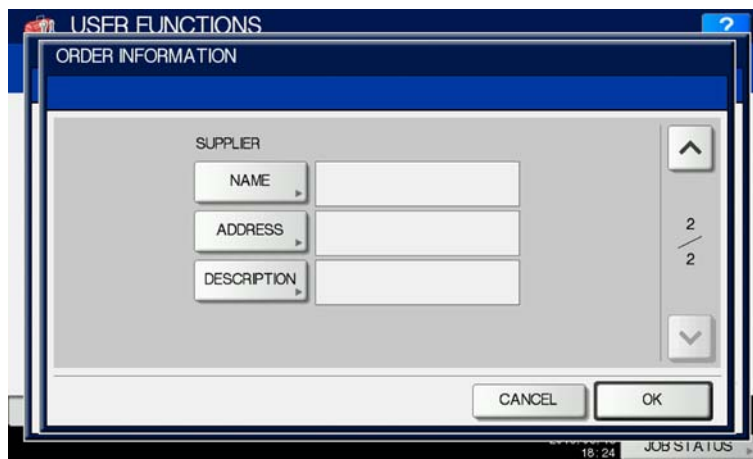 USER FUNCTIONS
?
ORDER INFORMATION
SUPPLIER
NAME
ADDRESS
DESCRIPTION
2
2
CANCEL
OK
18:24
JOB STATUS